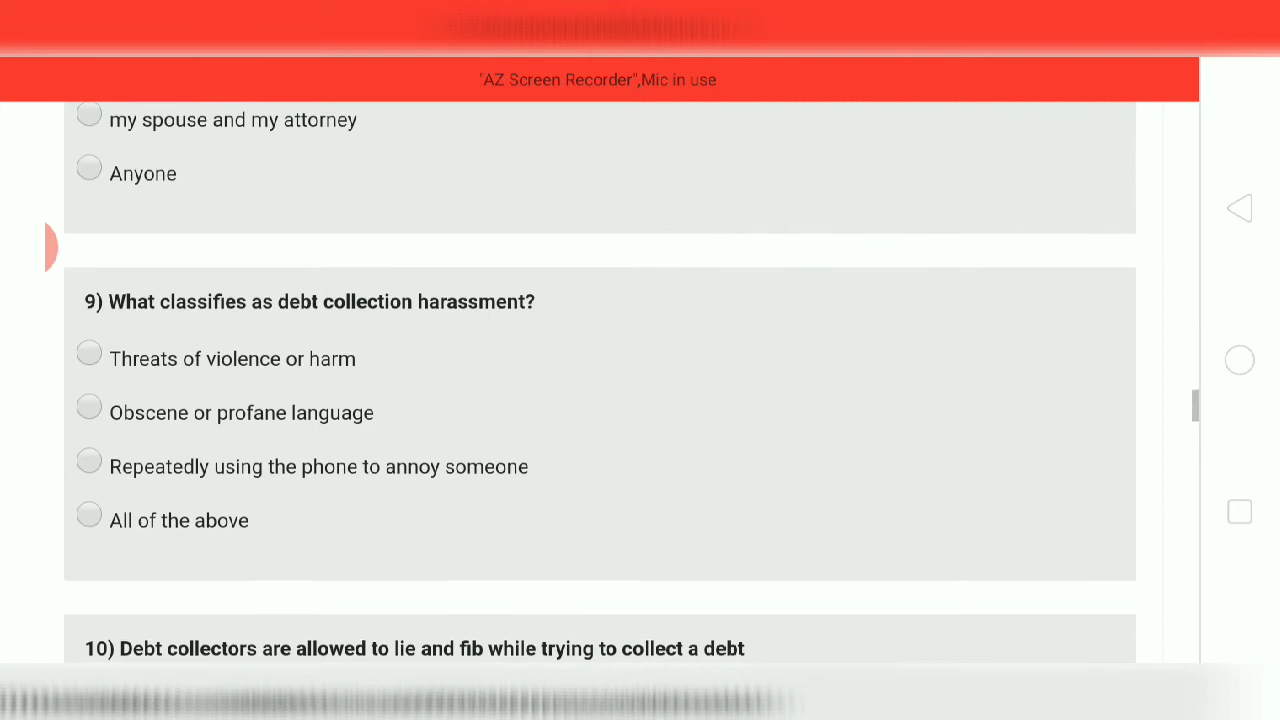 "AZ Screen Recorder",Mic in use
my spouse and my attorney
Anyone
9) What classifies as debt collection harassment?
Threats of violence or harm
Obscene or profane language
Repeatedly using the phone to annoy someone
All of the above
10) Debt collectors are allowed to lie and fib while trying to collect a debt